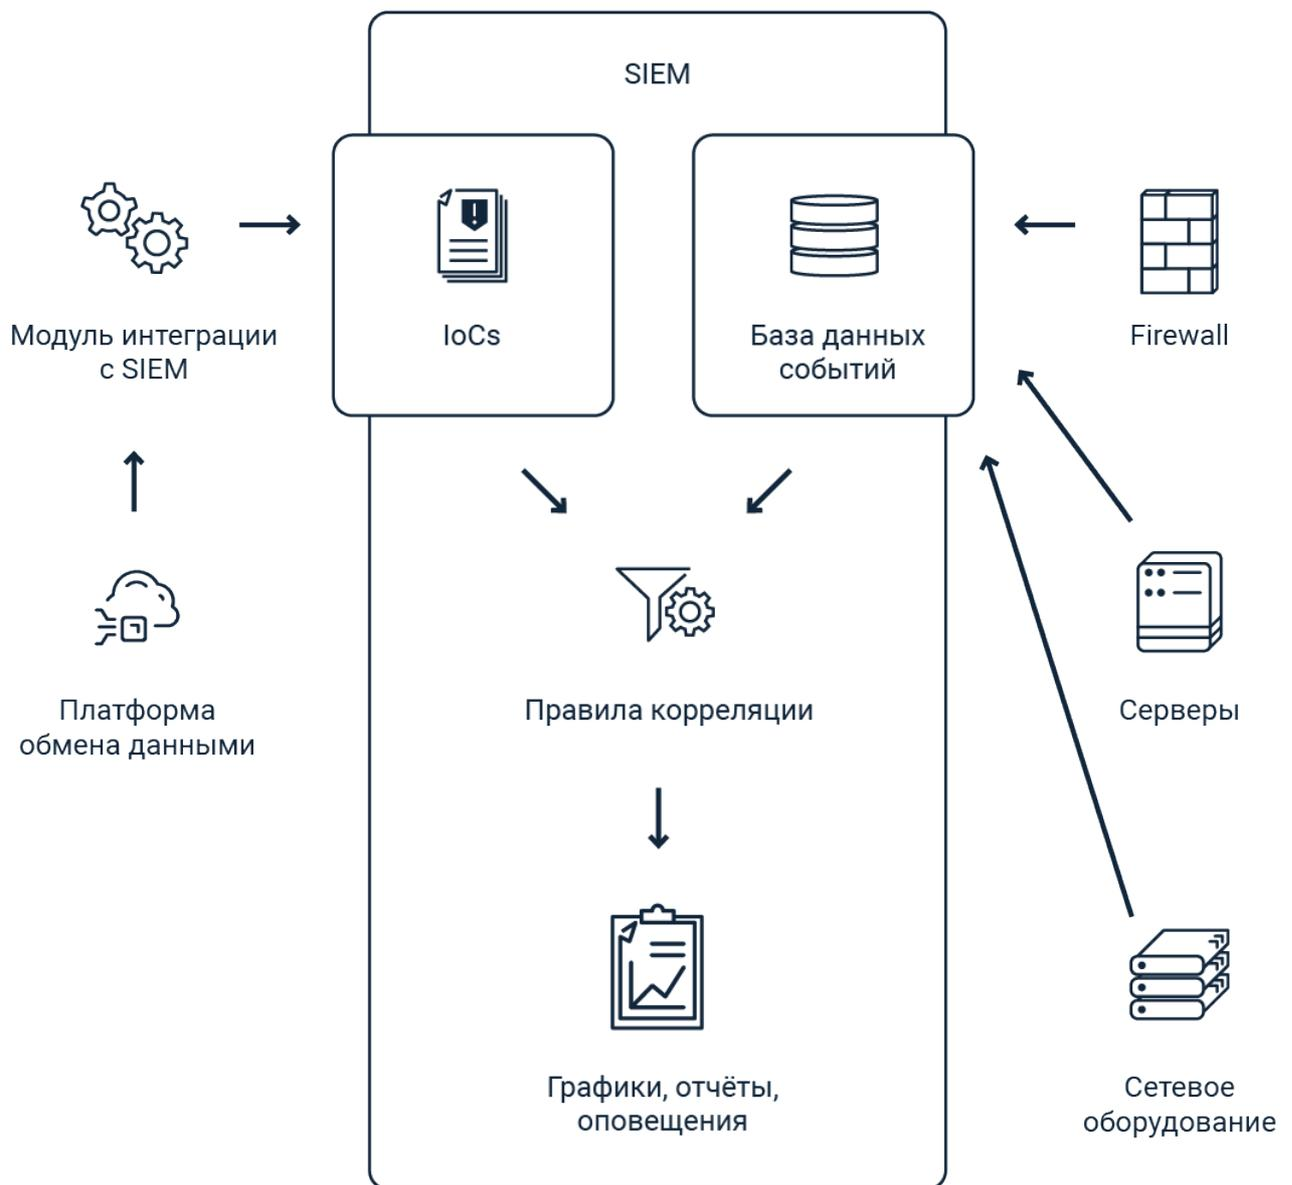 SIEM
Модуль интеграции
с SIEM
IoCs
База данных
событий
Firewall
Платформа
обмена данными
Правила корреляции
Серверы
Графики, отчёты,
оповещения
Сетевое
оборудование